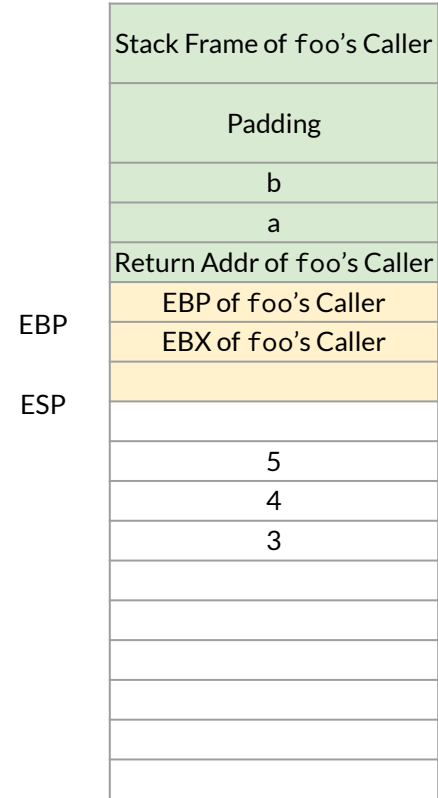 Stack Frame of foo’s Caller
Padding
b
a
Return Addr of foo’s Caller
EBP of foo’s Caller
EBP
EBX of foo’s Caller
ESP
5
4
3